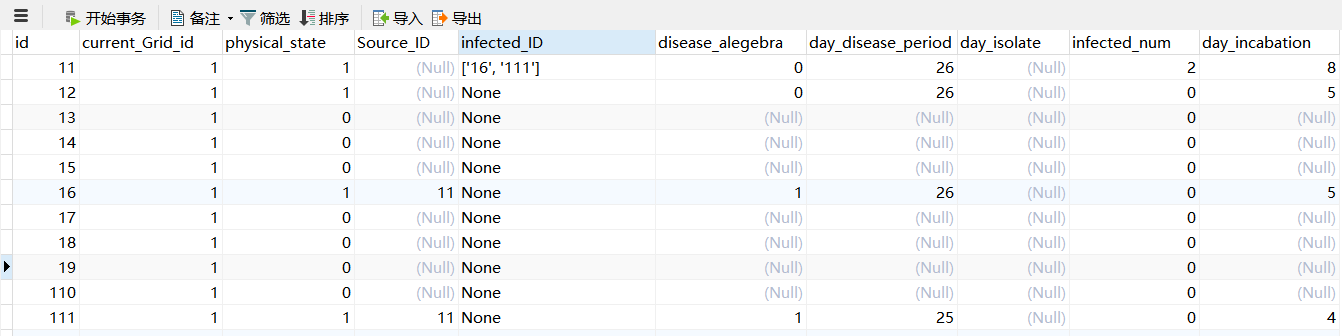 开始事务 备注 筛选 排序 导入 导出
id current_Grid_id physical_state Source_ID infected_ID disease_alegebra day_disease_period day_isolate infected_num day_incabation
11 1 1 (Null) ['16', '111'] 0 26 (Null) 2 8
12 1 1 (Null) None 0 26 (Null) 0 5
13 1 0 (Null) None (Null) (Null) (Null) 0 (Null)
14 1 0 (Null) None (Null) (Null) (Null) 0 (Null)
15 1 0 (Null) None (Null) (Null) (Null) 0 (Null)
16 1 1 11 None 1 26 (Null) 0 5
17 1 0 (Null) None (Null) (Null) (Null) 0 (Null)
18 1 0 (Null) None (Null) (Null) (Null) 0 (Null)
19 1 0 (Null) None (Null) (Null) (Null) 0 (Null)
110 1 0 (Null) None (Null) (Null) (Null) 0 (Null)
111 1 1 11 None 1 25 (Null) 0 4